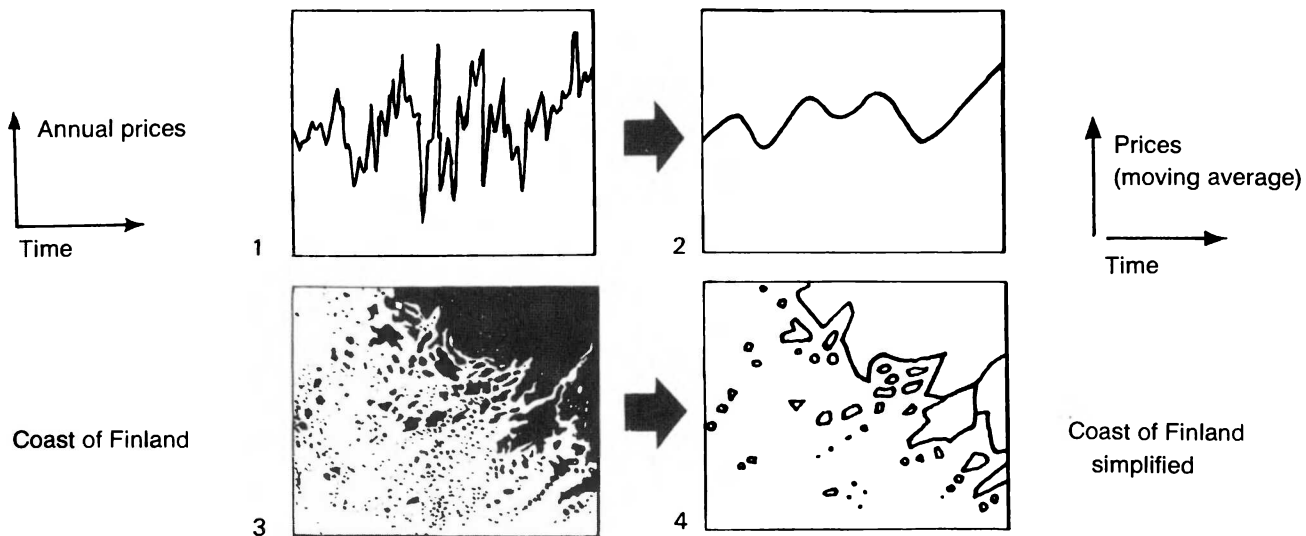 Annual prices
Time
1
2
Prices
(moving average)
Time
Coast of Finland
3
4
Coast of Finland
simplified